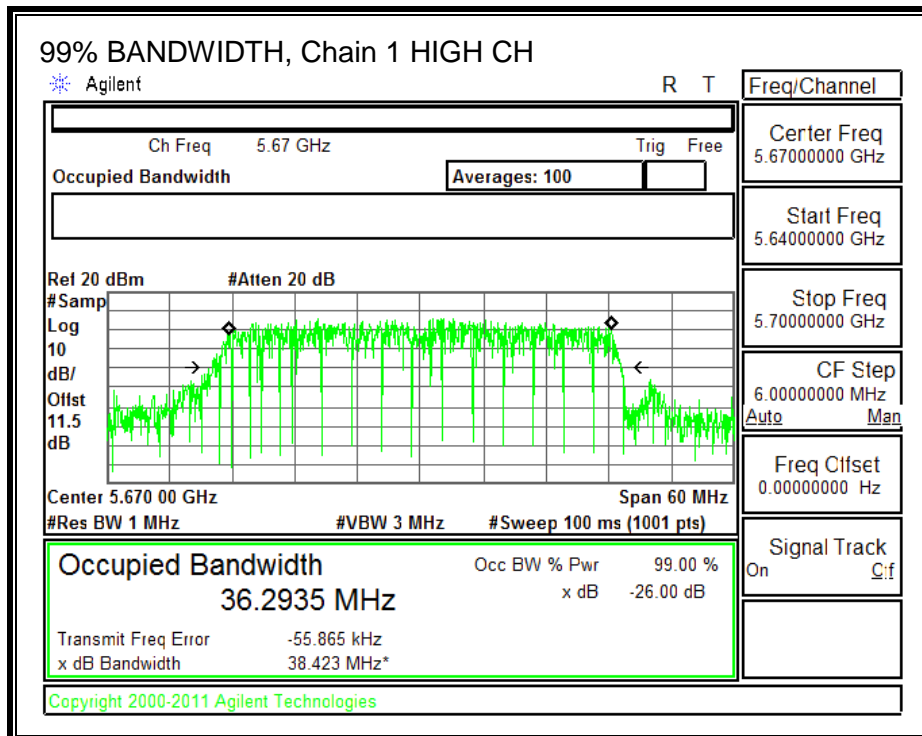 99% BANDWIDTH, Chain 1 HIGH CH
Agilent R T
Freq/Channel
Ch Freq 5.67 GHz Trig Free
Occupied Bandwidth Averages: 100
Center Freq
5.67000000 GHz
Start Freq
5.64000000 GHz
Stop Freq
5.70000000 GHz
CF Step
6.00000000 MHz
Auto Man
Freq Offset
0.00000000 Hz
Signal Track
On Off
Ref 20 dBm #Atten 20 dB
#Samp
Log
10
dB/
Offst
11.5
dB
Center 5.670 00 GHz Span 60 MHz
#Res BW 1 MHz #VBW 3 MHz #Sweep 100 ms (1001 pts)
Occupied Bandwidth
36.2935 MHz
Occ BW % Pwr 99.00 %
x dB -26.00 dB
Transmit Freq Error -55.865 kHz
x dB Bandwidth 38.423 MHz*
Copyright 2000-2011 Agilent Technologies